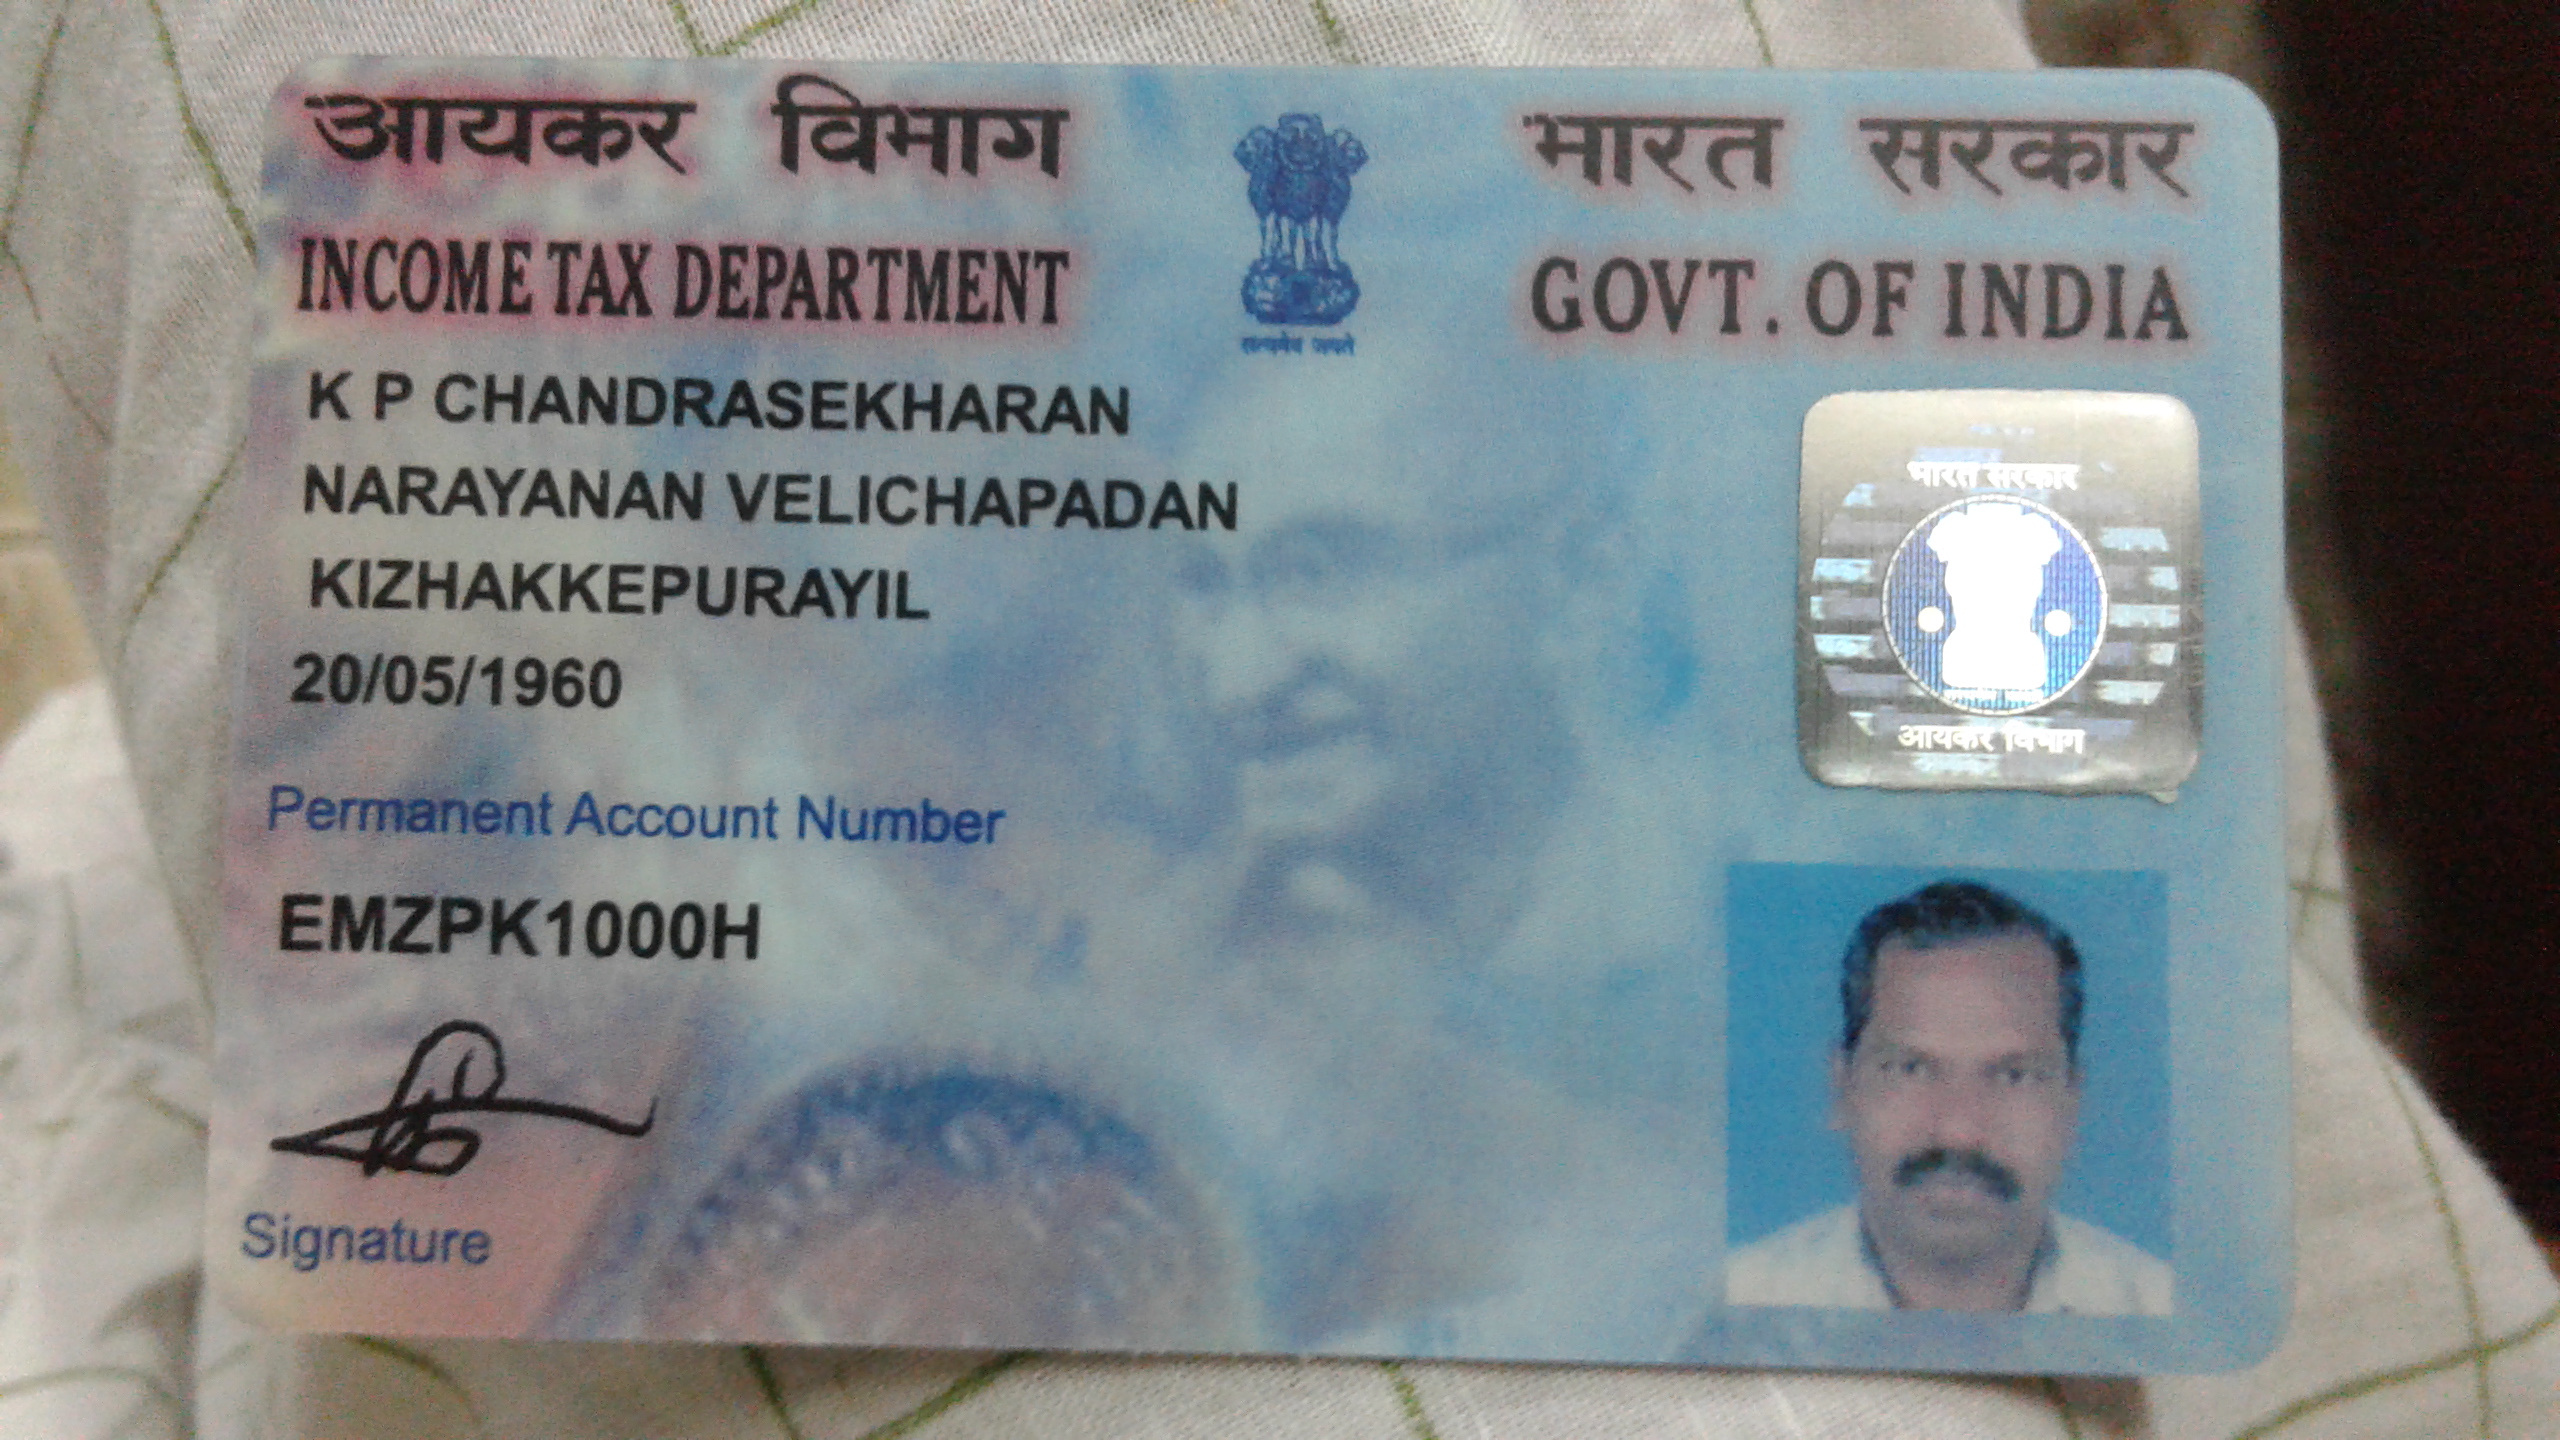 आयकर विभाग
INCOME TAX DEPARTMENT
सत्यमेव जयते
भारत सरकार
GOVT. OF INDIA
K P CHANDRASEKHARAN
NARAYANAN VELICHAPADAN
KIZHAKKEPURAYIL
20/05/1960
Permanent Account Number
EMZPK1000H
Signature
भारत सरकार
आयकर विभाग